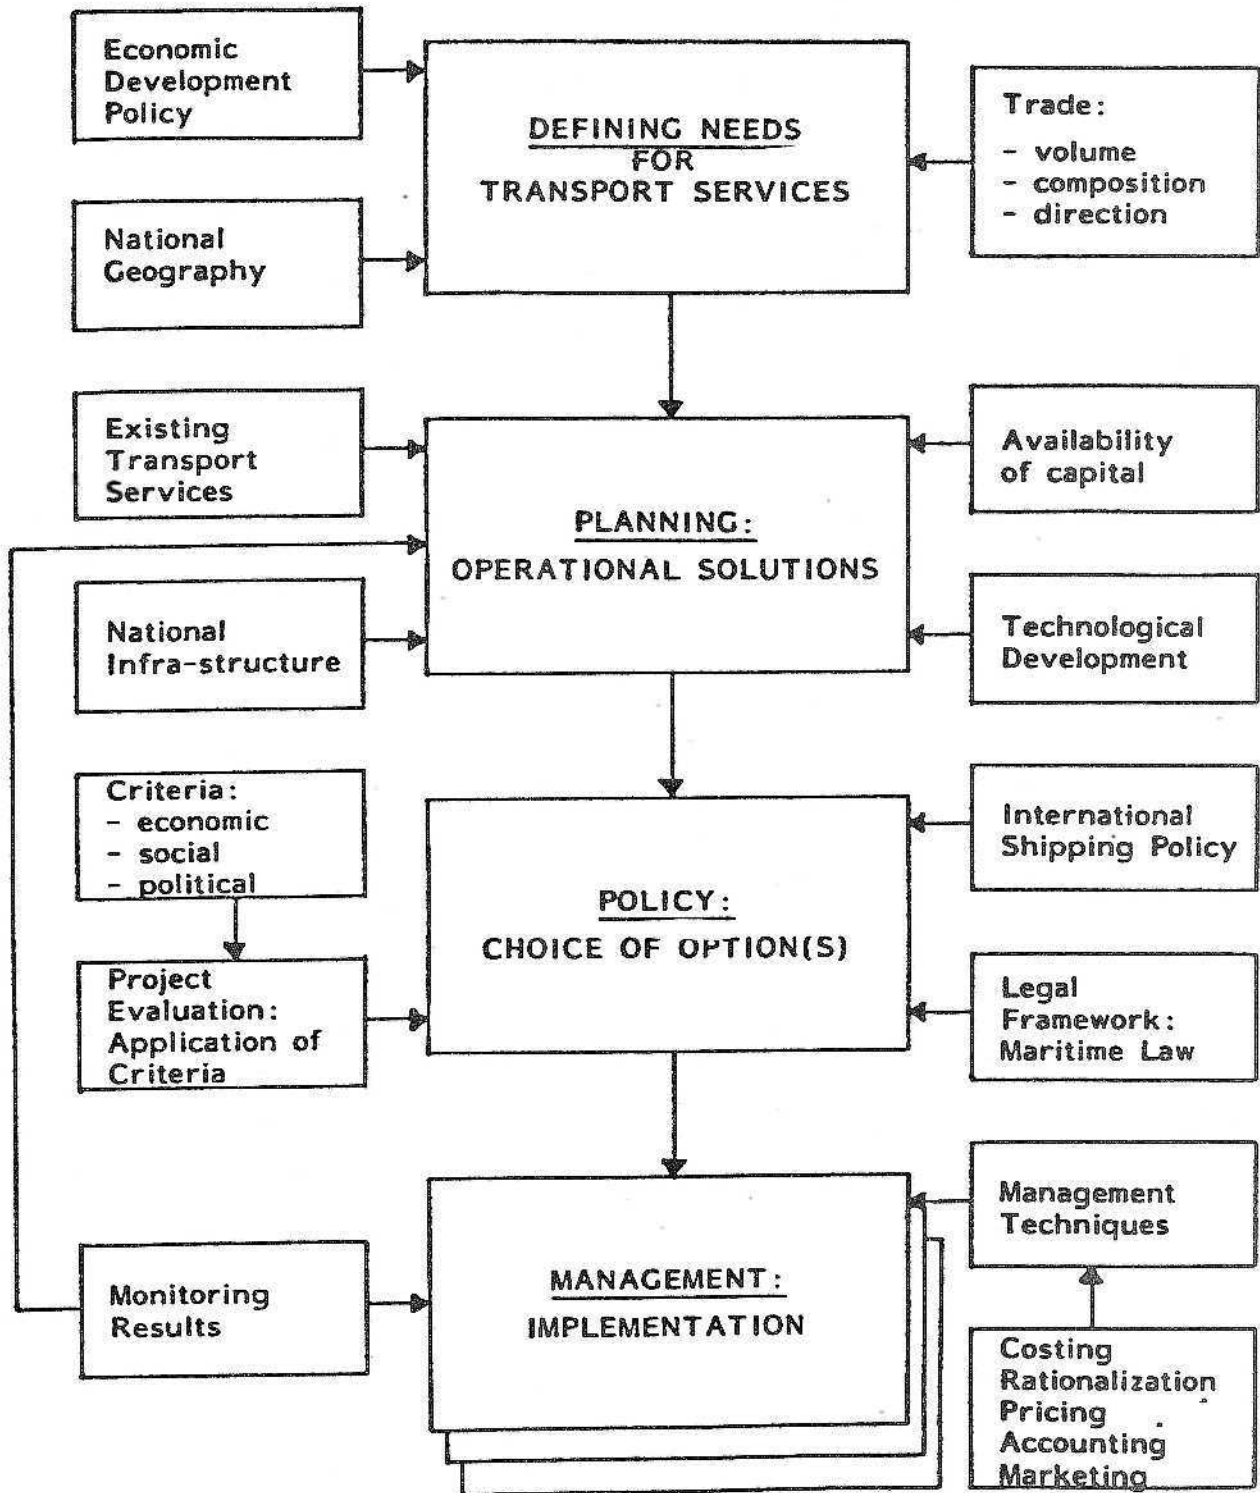 Economic
Development
Policy
DEFINING NEEDS
FOR
TRANSPORT SERVICES
Trade:
- volume
- composition
- direction
National
Geography
Existing
Transport
Services
Availability
of capital
PLANNING:
OPERATIONAL SOLUTIONS
National
Infra-structure
Technological
Development
Criteria:
- economic
- social
- political
International
Shipping Policy
POLICY:
CHOICE OF OPTION(S)
Project
Evaluation:
Application of
Criteria
Legal
Framework:
Maritime Law
Management
Techniques
MANAGEMENT:
IMPLEMENTATION
Monitoring
Results
Costing
Rationalization
Pricing
Accounting
Marketing